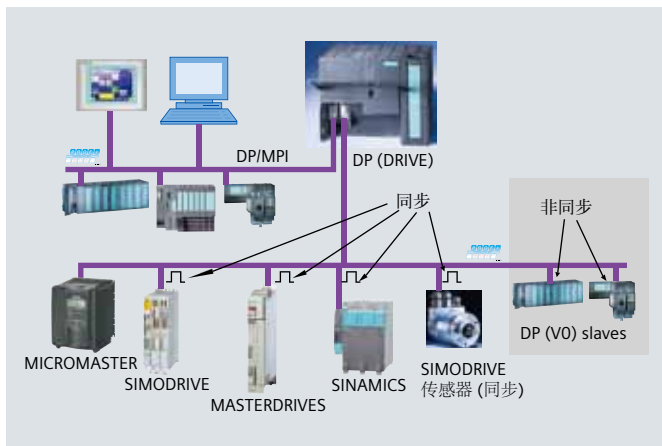 DP/MPI
DP (DRIVE)
同步
非同步
MICROMASTER
SIMODRIVE
MASTERDRIVES
SINAMICS
SIMODRIVE
传感器 (同步)
DP (V0) slaves